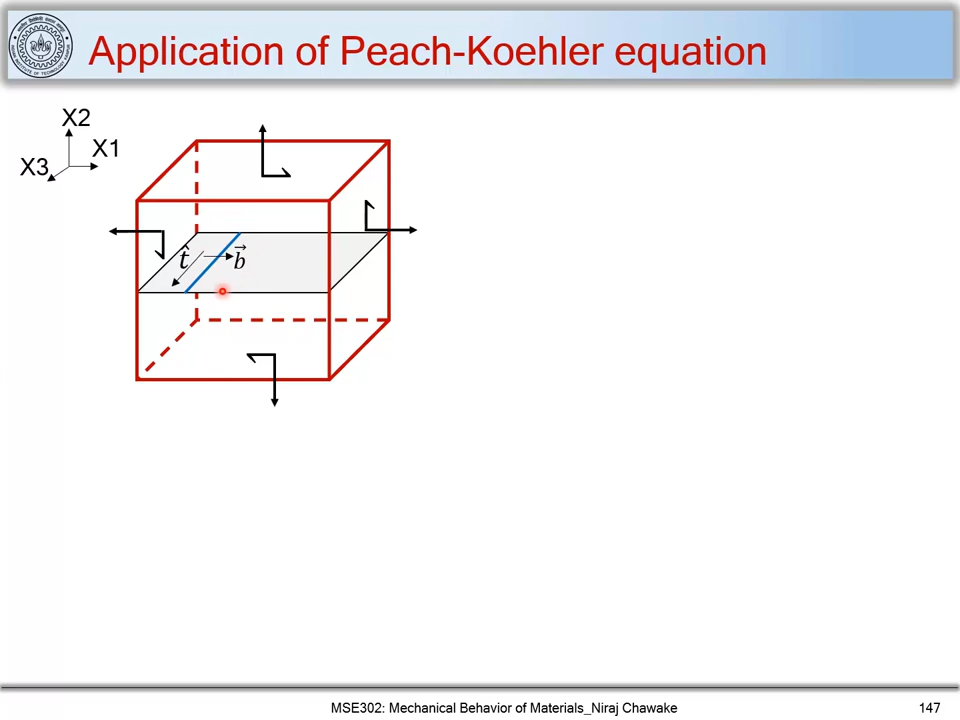 Application of Peach-Koehler equation
X2
X1
X3
t̂
b⃗
MSE302: Mechanical Behavior of Materials_Niraj Chawake
147